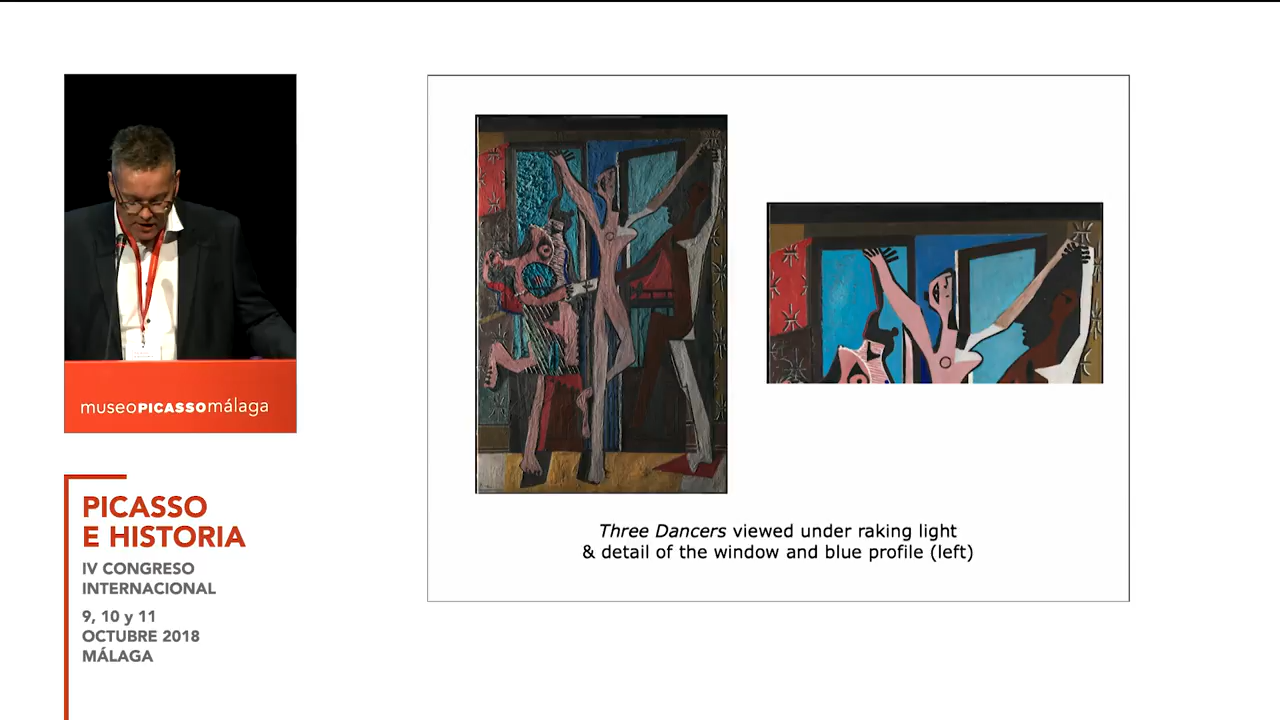 museoPICASSOmálaga
PICASSO
E HISTORIA
IV CONGRESO
INTERNACIONAL
9, 10 y 11
OCTUBRE 2018
MÁLAGA
Three Dancers viewed under raking light
& detail of the window and blue profile (left)